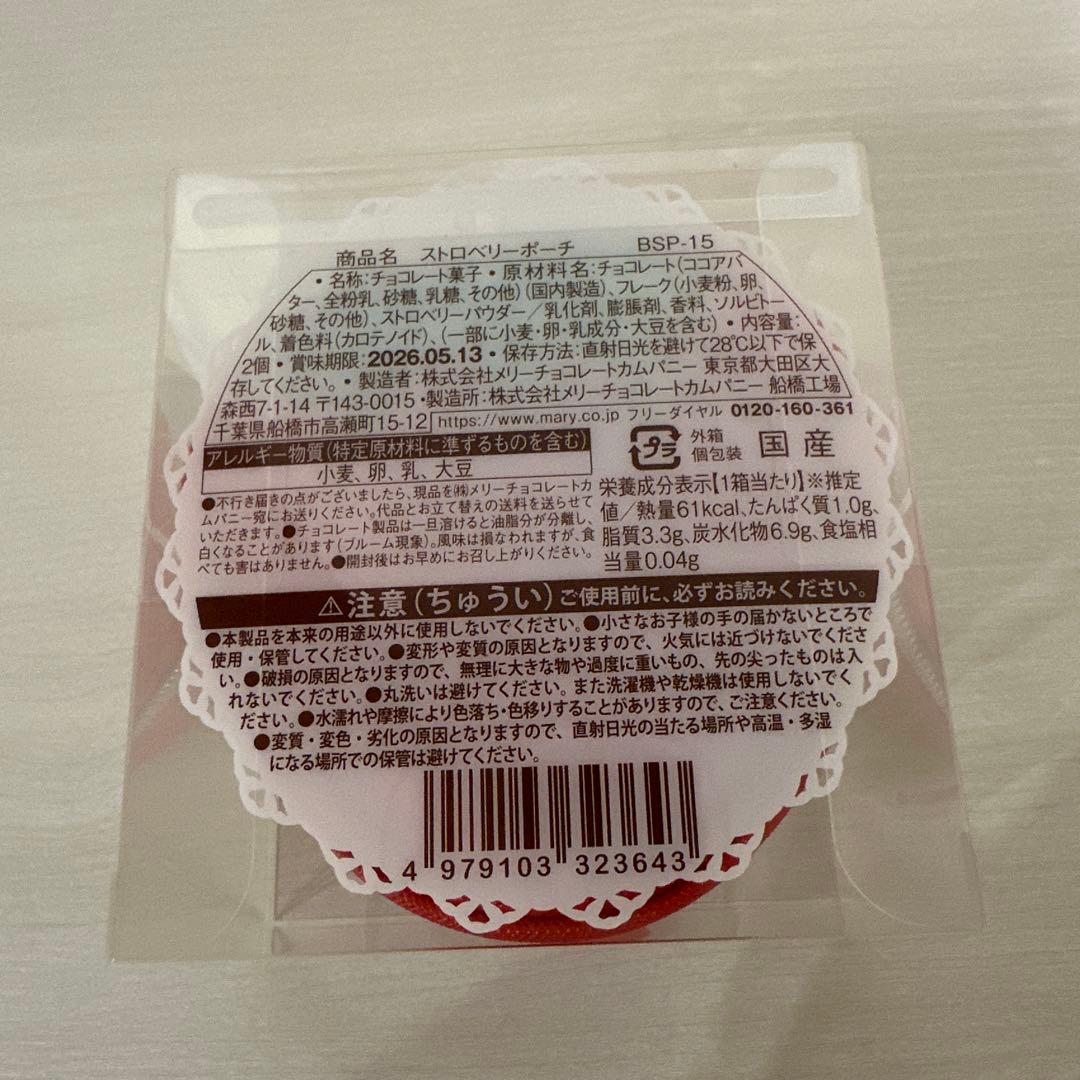 商品名 ストロベリーポーチ BSP-15
・名称：チョコレート菓子・原材料名：チョコレート（ココアバ
ター、全粉乳、砂糖、乳糖、その他）（国内製造）、フレーク（小麦粉、卵、
砂糖、その他）、ストロベリーパウダー／乳化剤、膨脹剤、香料、ソルビトー
ル、着色料（カロテノイド）、（一部に小麦・卵・乳成分・大豆を含む）・内容量：
2個・賞味期限：2026.05.13・保存方法：直射日光を避けて28℃以下で保
存してください。・製造者：株式会社メリーチョコレートカムパニー 東京都大田区大
森西7-1-14 〒143-0015・製造所：株式会社メリーチョコレートカムパニー 船橋工場
千葉県船橋市高瀬町15-12
https://www.mary.co.jp フリーダイヤル 0120-160-361
アレルギー物質（特定原材料に準ずるものを含む）
小麦、卵、乳、大豆
プラ
外箱
個包装
国産
●不行き届きの点がございましたら、現品を㈱メリーチョコレートカ
ムパニー宛にお送りください。代品とお立て替えの送料を送らせて
いただきます。●チョコレート製品は一旦溶けると油脂分が分離し、
白くなることがあります（ブルーム現象）。風味は損なわれますが、食
べても害はありません。●開封後はお早めにお召し上がりください。
栄養成分表示【1箱当たり】※推定
値／熱量61kcal、たんぱく質1.0g、
脂質3.3g、炭水化物6.9g、食塩相
当量0.04g
⚠注意（ちゅうい）ご使用前に、必ずお読みください。
●本製品を本来の用途以外に使用しないでください。●小さなお子様の手の届かないところで
使用・保管してください。●変形や変質の原因となりますので、火気には近づけないでくださ
い。●破損の原因となりますので、無理に大きな物や過度に重いもの、先の尖ったものは入
れないでください。●丸洗いは避けてください。また洗濯機や乾燥機は使用しないでく
ださい。●水濡れや摩擦により色落ち・色移りすることがありますので、ご注意ください。
●変質・変色・劣化の原因となりますので、直射日光の当たる場所や高温・多湿
になる場所での保管は避けてください。
4 979103 323643